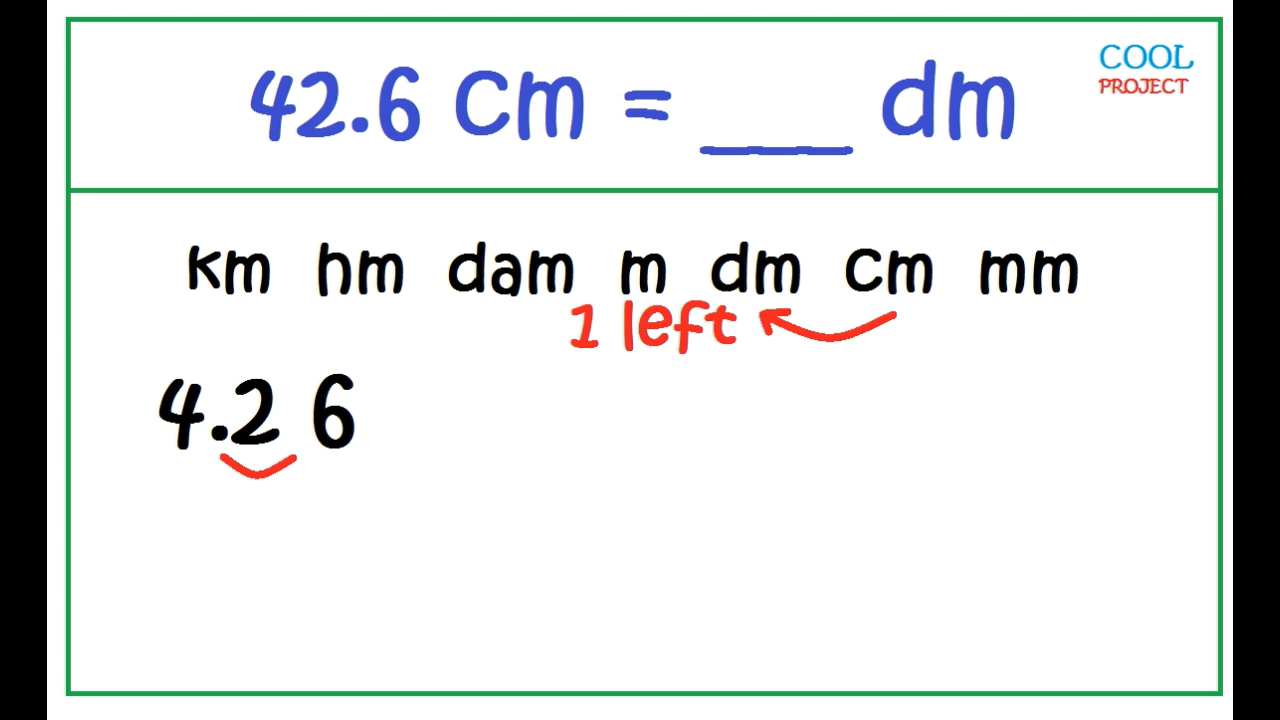 42.6 cm = ___ dm
COOL
PROJECT
km hm dam m dm cm mm
1 left
4.2 6